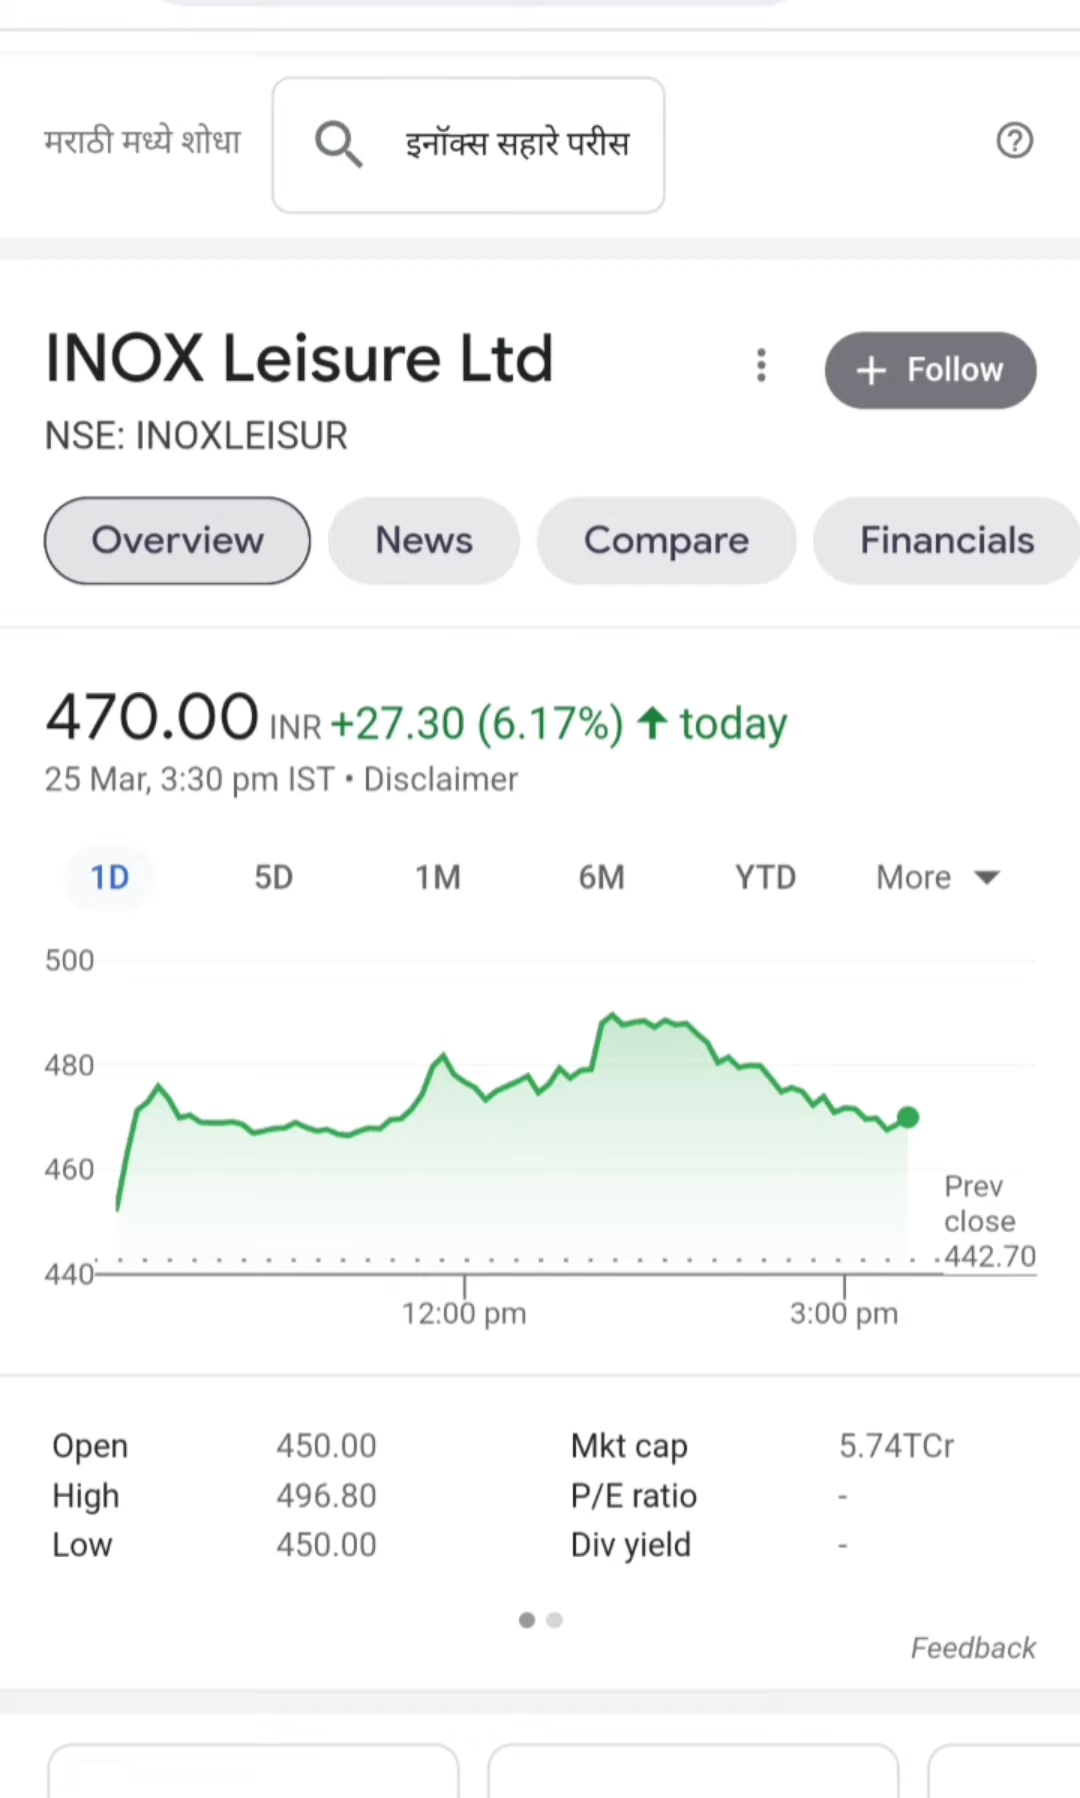 मराठी मध्ये शोधा
इनॉक्स सहारे परीस
INOX Leisure Ltd
+ Follow
NSE: INOXLEISUR
Overview
News
Compare
Financials
470.00 INR +27.30 (6.17%) ↑ today
25 Mar, 3:30 pm IST • Disclaimer
1D 5D 1M 6M YTD More
500
480
460
440
Prev
close
442.70
12:00 pm 3:00 pm
Open 450.00 Mkt cap 5.74TCr
High 496.80 P/E ratio -
Low 450.00 Div yield -
Feedback